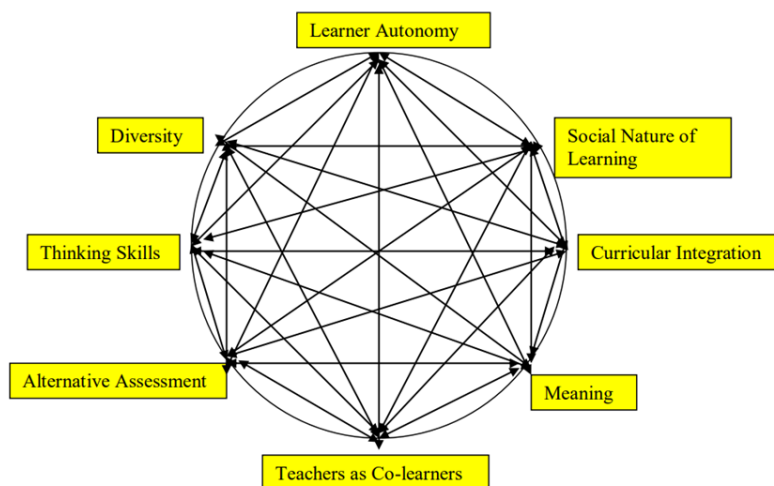 Learner Autonomy
Diversity
Social Nature of
Learning
Thinking Skills
Curricular Integration
Alternative Assessment
Meaning
Teachers as Co-learners